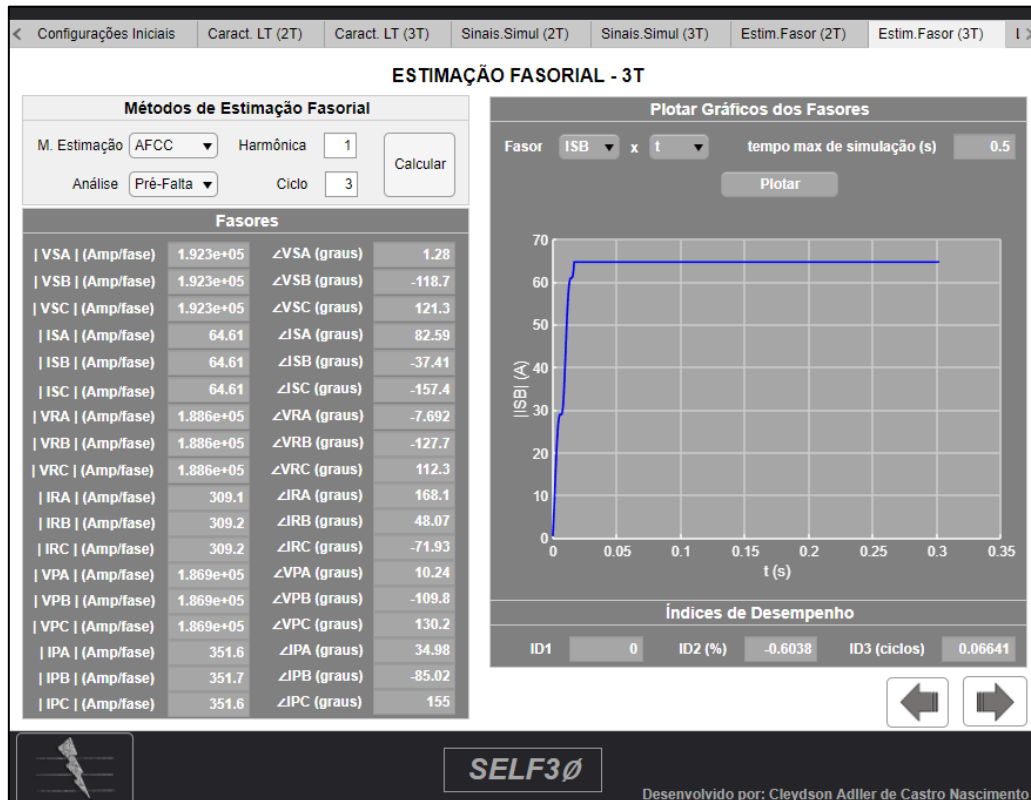 < Configurações Iniciais Caract. LT (2T) Caract. LT (3T) Sinais.Simul (2T) Sinais.Simul (3T) Estim.Fasor (2T) Estim.Fasor (3T) L >
ESTIMAÇÃO FASORIAL - 3T
Métodos de Estimação Fasorial
M. Estimação AFCC ▼ Harmônica 1
Calcular
Análise Pré-Falta ▼ Ciclo 3
Fasores
| VSA | (Amp/fase) 1.923e+05 ∠VSA (graus) 1.28
| VSB | (Amp/fase) 1.923e+05 ∠VSB (graus) -118.7
| VSC | (Amp/fase) 1.923e+05 ∠VSC (graus) 121.3
| ISA | (Amp/fase) 64.61 ∠ISA (graus) 82.59
| ISB | (Amp/fase) 64.61 ∠ISB (graus) -37.41
| ISC | (Amp/fase) 64.61 ∠ISC (graus) -157.4
| VRA | (Amp/fase) 1.886e+05 ∠VRA (graus) -7.692
| VRB | (Amp/fase) 1.886e+05 ∠VRB (graus) -127.7
| VRC | (Amp/fase) 1.886e+05 ∠VRC (graus) 112.3
| IRA | (Amp/fase) 309.1 ∠IRA (graus) 168.1
| IRB | (Amp/fase) 309.2 ∠IRB (graus) 48.07
| IRC | (Amp/fase) 309.2 ∠IRC (graus) -71.93
| VPA | (Amp/fase) 1.869e+05 ∠VPA (graus) 10.24
| VPB | (Amp/fase) 1.869e+05 ∠VPB (graus) -109.8
| VPC | (Amp/fase) 1.869e+05 ∠VPC (graus) 130.2
| IPA | (Amp/fase) 351.6 ∠IPA (graus) 34.98
| IPB | (Amp/fase) 351.7 ∠IPB (graus) -85.02
| IPC | (Amp/fase) 351.6 ∠IPC (graus) 155
Plotar Gráficos dos Fasores
Fasor ISB ▼ x t ▼ tempo max de simulação (s) 0.5
Plotar
70
60
50
40
30
20
10
0
||ISB| (A)
0 0.05 0.1 0.15 0.2 0.25 0.3 0.35
t (s)
Índices de Desempenho
ID1 0 ID2 (%) -0.6038 ID3 (ciclos) 0.06641
SELF3Ø
Desenvolvido por: Cleydson Adller de Castro Nascimento